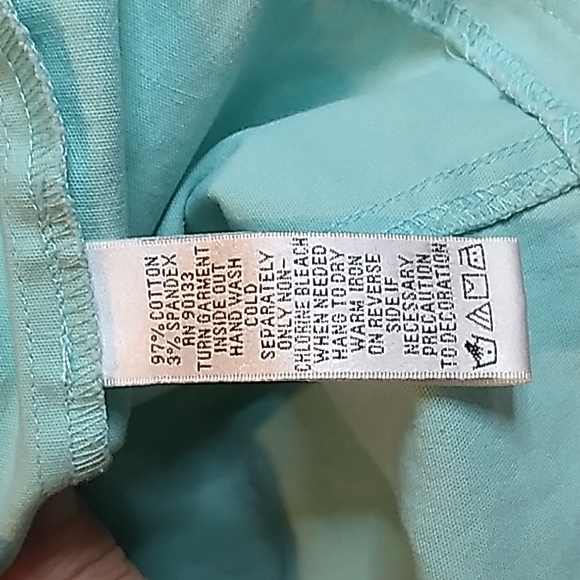 97% COTTON
3% SPANDEX
RN 90133
TURN GARMENT
INSIDE OUT
HAND WASH
COLD
SEPARATELY
ONLY NON-
CHLORINE BLEACH
WHEN NEEDED
HANG TO DRY
WARM IRON
ON REVERSE
SIDE IF
NECESSARY
PRECAUTION
TO DECORATION